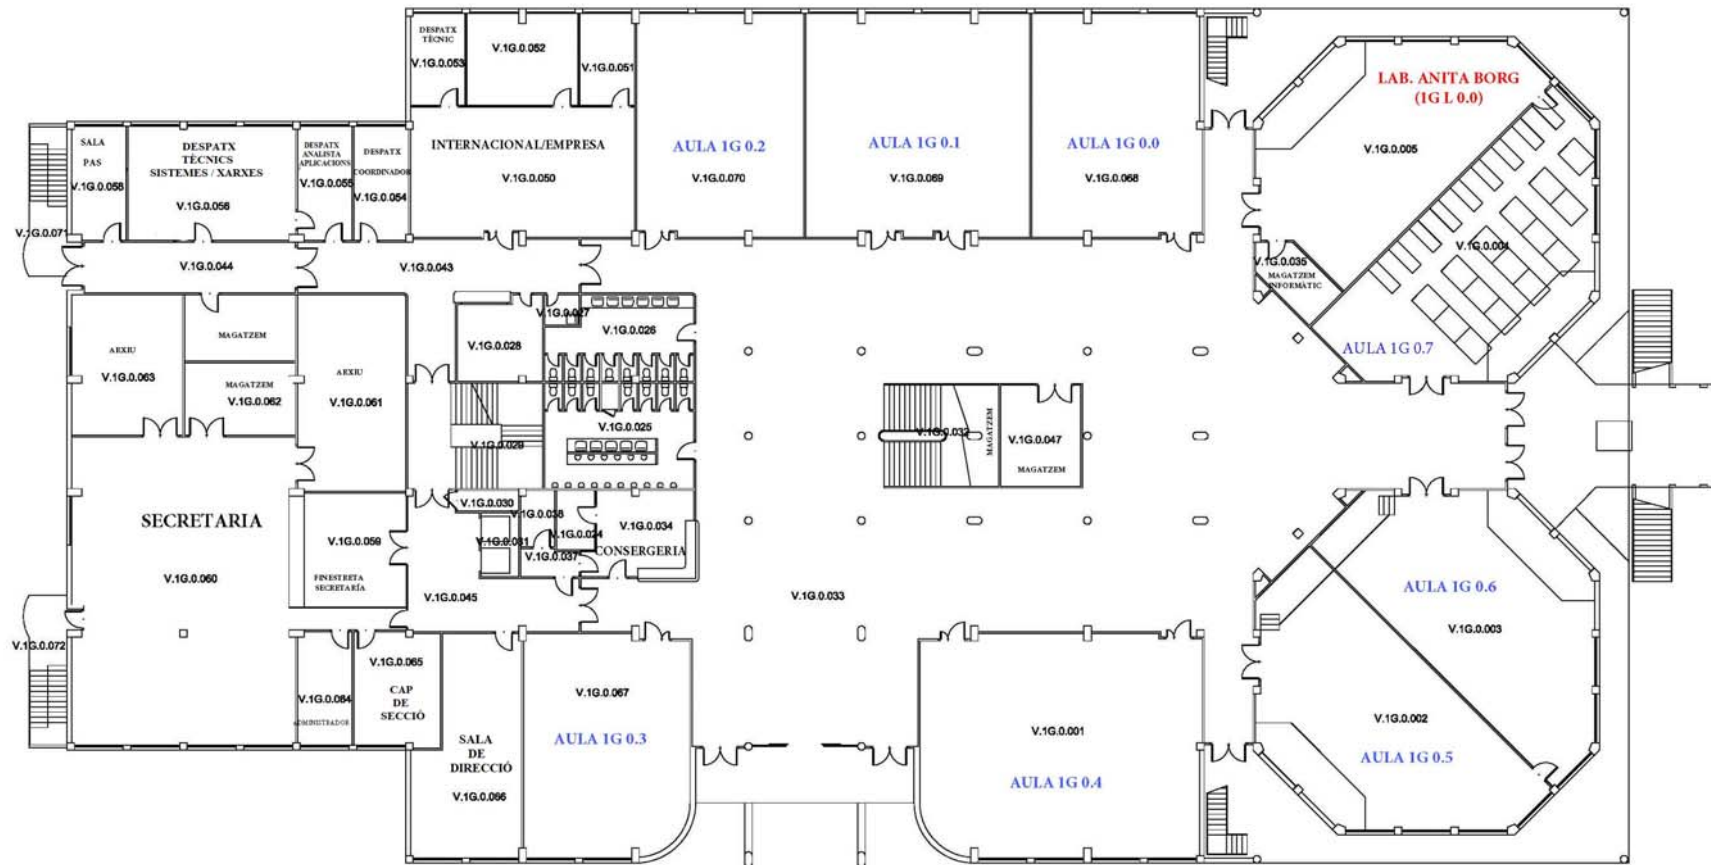 DESPATX
TÈCNIC
V.1G.0.053
V.1G.0.052
V.1G.0.051
INTERNACIONAL/EMPRESA
V.1G.0.050
AULA 1G 0.2
V.1G.0.070
AULA 1G 0.1
V.1G.0.069
AULA 1G 0.0
V.1G.0.068
LAB. ANITA BORG
(IG L 0.0)
V.1G.0.005
SALA
PAS
V.1G.0.058
DESPATX
TÈCNICS
SISTEMES / XARXES
V.1G.0.056
DESPATX
ANALISTA
APLICACIONS
V.1G.0.055
DESPATX
COORDINADOR
V.1G.0.054
V.1G.0.071
V.1G.0.044
V.1G.0.043
V.1G.0.004
V.1G.0.035
MAGATZEM
INFORMÀTIC
AULA 1G 0.7
ARXIU
V.1G.0.063
MAGATZEM
MAGATZEM
V.1G.0.062
ARXIU
V.1G.0.061
V.1G.0.027
V.1G.0.028
V.1G.0.026
V.1G.0.025
V.1G.0.029
V.1G.0.032
MAGATZEM
V.1G.0.047
MAGATZEM
SECRETARIA
V.1G.0.060
V.1G.0.059
FINESTRETA
SECRETARÍA
V.1G.0.030
V.1G.0.038
V.1G.0.031
V.1G.0.024
V.1G.0.037
V.1G.0.034
CONSERGERIA
V.1G.0.045
V.1G.0.033
AULA 1G 0.6
V.1G.0.003
V.1G.0.072
V.1G.0.064
ADMINISTRADOR
V.1G.0.065
CAP
DE
SECCIÓ
SALA
DE
DIRECCIÓ
V.1G.0.066
V.1G.0.067
AULA 1G 0.3
V.1G.0.001
AULA 1G 0.4
V.1G.0.002
AULA 1G 0.5